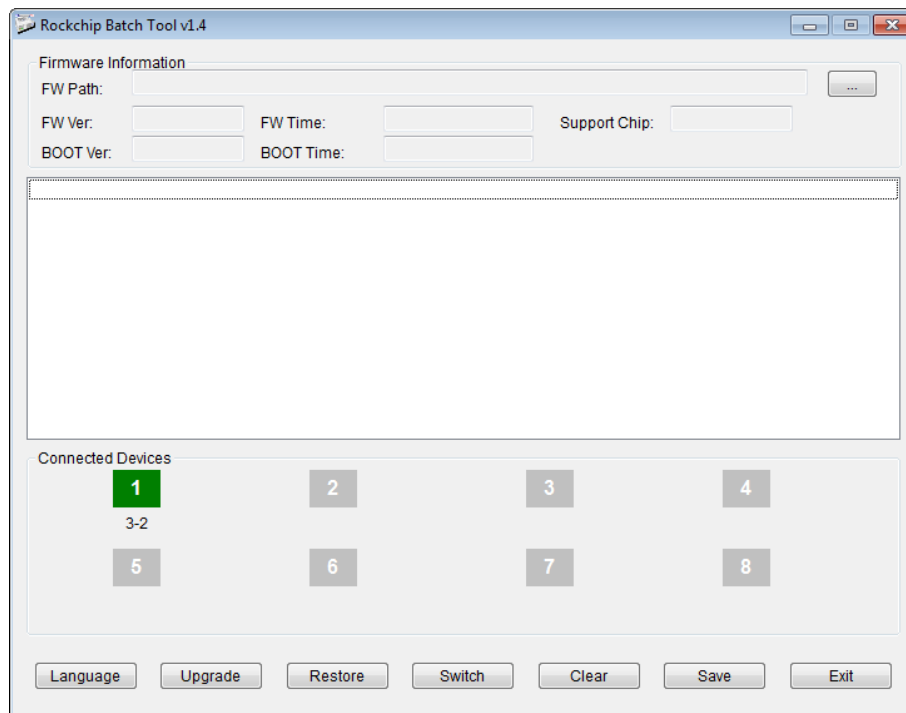 Rockchip Batch Tool v1.4
Firmware Information
FW Path:
...
FW Ver: FW Time: Support Chip:
BOOT Ver: BOOT Time:
Connected Devices
1 2 3 4
3-2
5 6 7 8
Language Upgrade Restore Switch Clear Save Exit